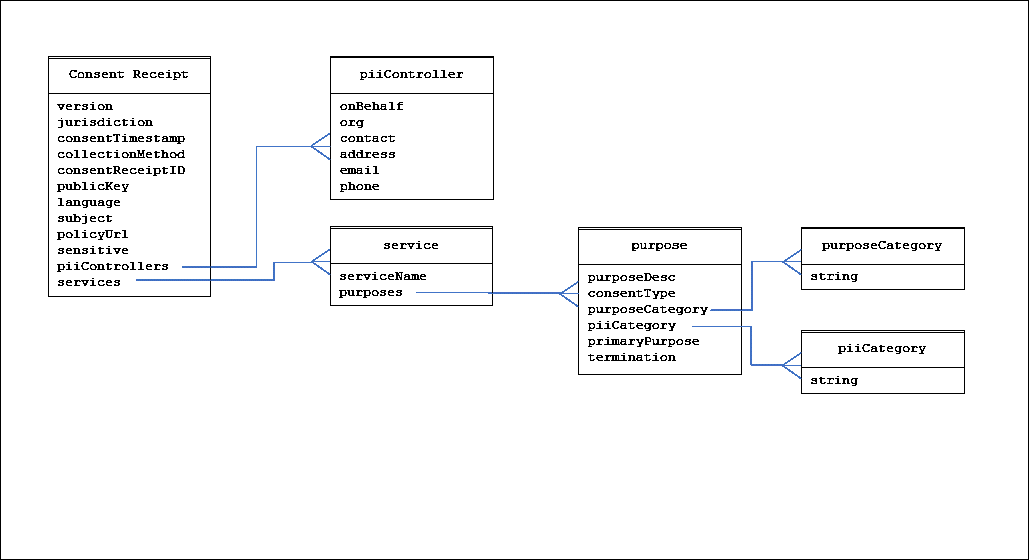 Consent Receipt
version
jurisdiction
consentTimestamp
collectionMethod
consentReceiptID
publicKey
language
subject
policyUrl
sensitive
piiControllers
services
piiController
onBehalf
org
contact
address
email
phone
service
serviceName
purposes
purpose
purposeDesc
consentType
purposeCategory
piiCategory
primaryPurpose
termination
purposeCategory
string
piiCategory
string